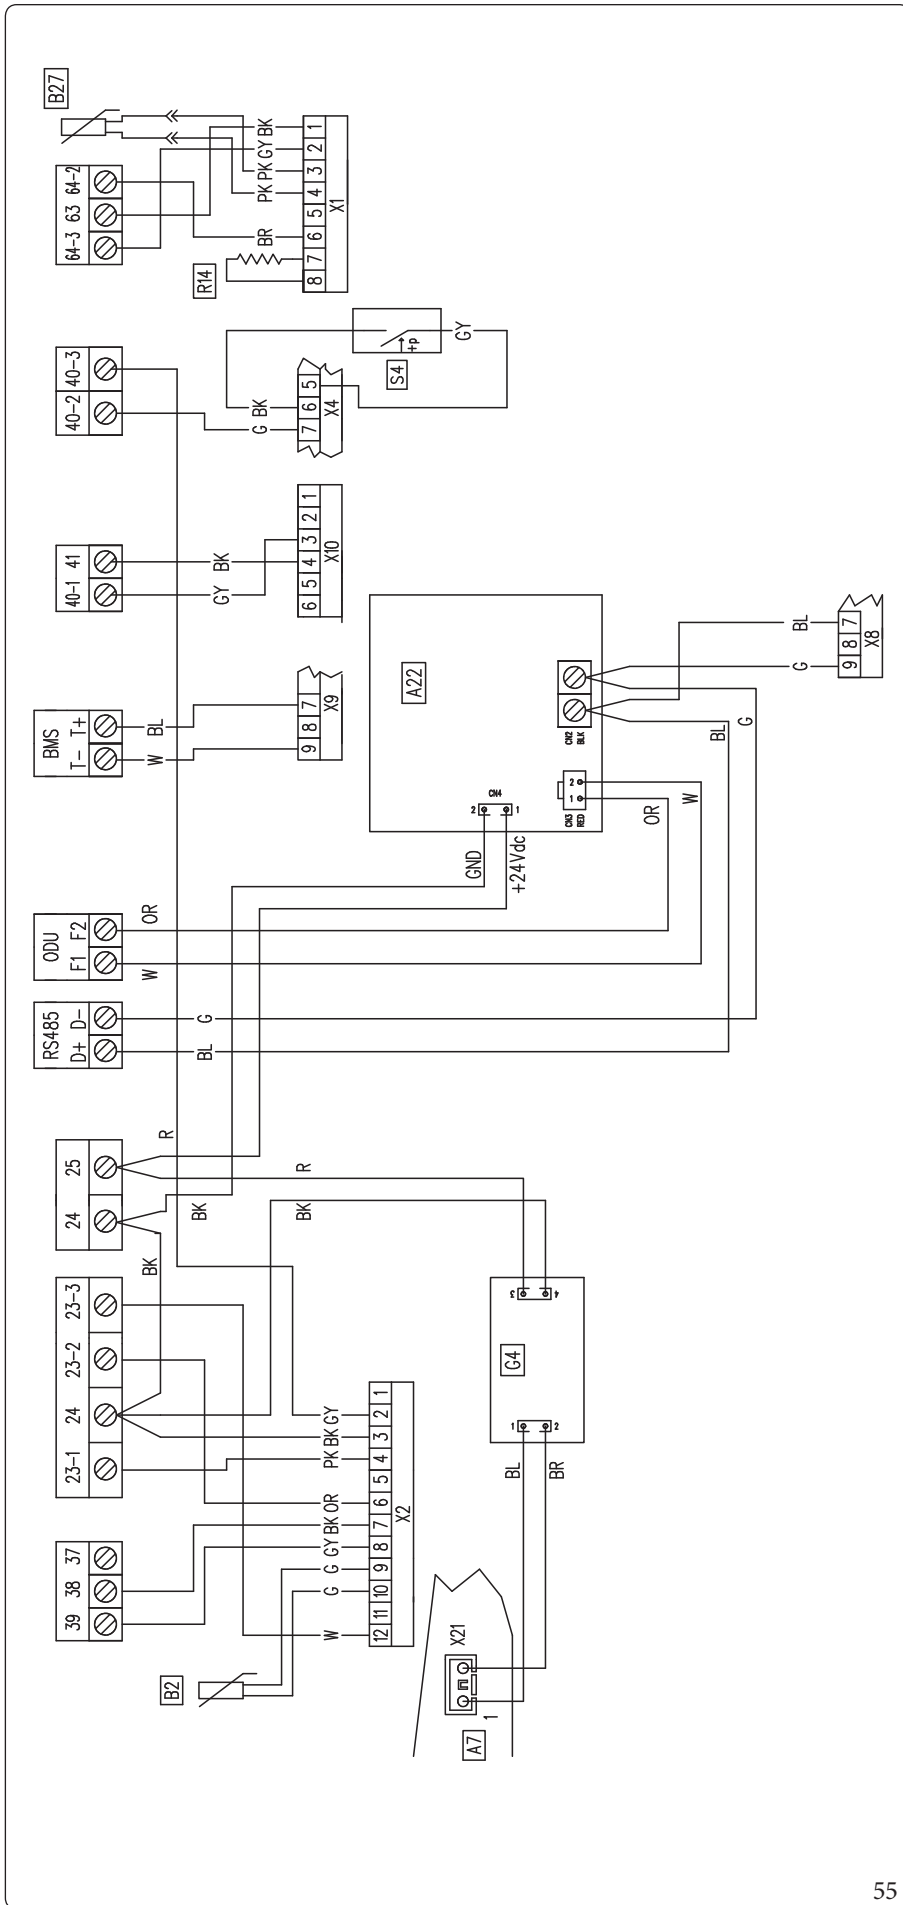 B27
64-3 63 64-2
BK
GY
PK
PK
BR
1
2
3
4
5
6
7
8
X1
R14
40-2 40-3
GY
+p
S4
BK
G
5
6
7
X4
40-1 41
BK
GY
1
2
3
4
5
6
X10
A22
BL
G
7
8
9
X8
BMS
T- T+
BL
W
7
8
9
X9
CN2
BLK
BL
G
2
1
CN3
RED
CN4
2
1
OR
W
GND
+24Vdc
ODU
F1 F2
OR
W
RS485
D+ D-
G
BL
24 25
R
R
BK
BK
BK
23-1 24 23-2 23-3
3
4
G4
1
2
BL
BR
GY
BK
PK
OR
BK
GY
G
G
W
1
2
3
4
5
6
7
8
9
10
11
12
X2
39 38 37
B2
X21
1
A7
55